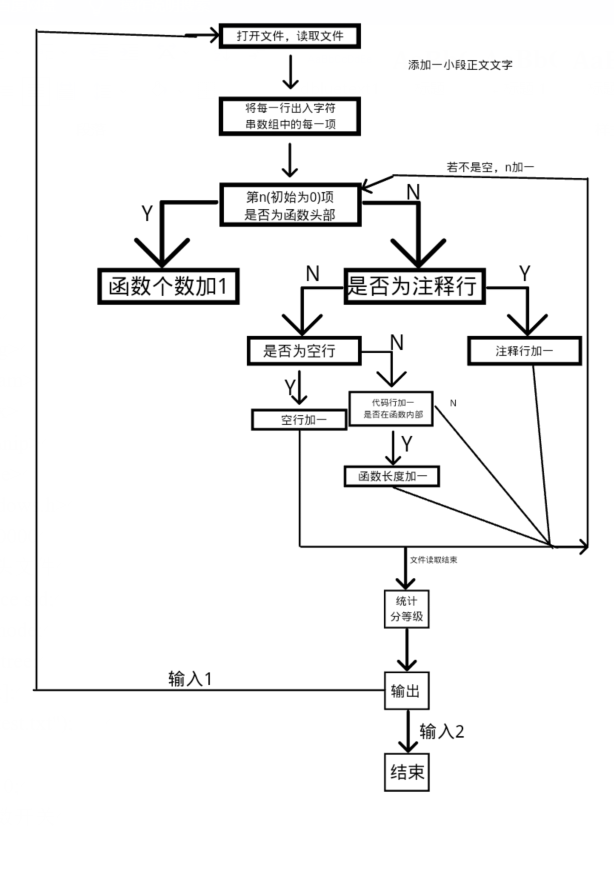 打开文件，读取文件
添加一小段正文文字
将每一行出入字符
串数组中的每一项
若不是空，n加一
第n(初始为0)项
是否为函数头部
Y
N
函数个数加1
是否为注释行
N
Y
是否为空行
N
注释行加一
Y
代码行加一
是否在函数内部
N
空行加一
Y
函数长度加一
文件读取结束
统计
分等级
输入1
输出
输入2
结束